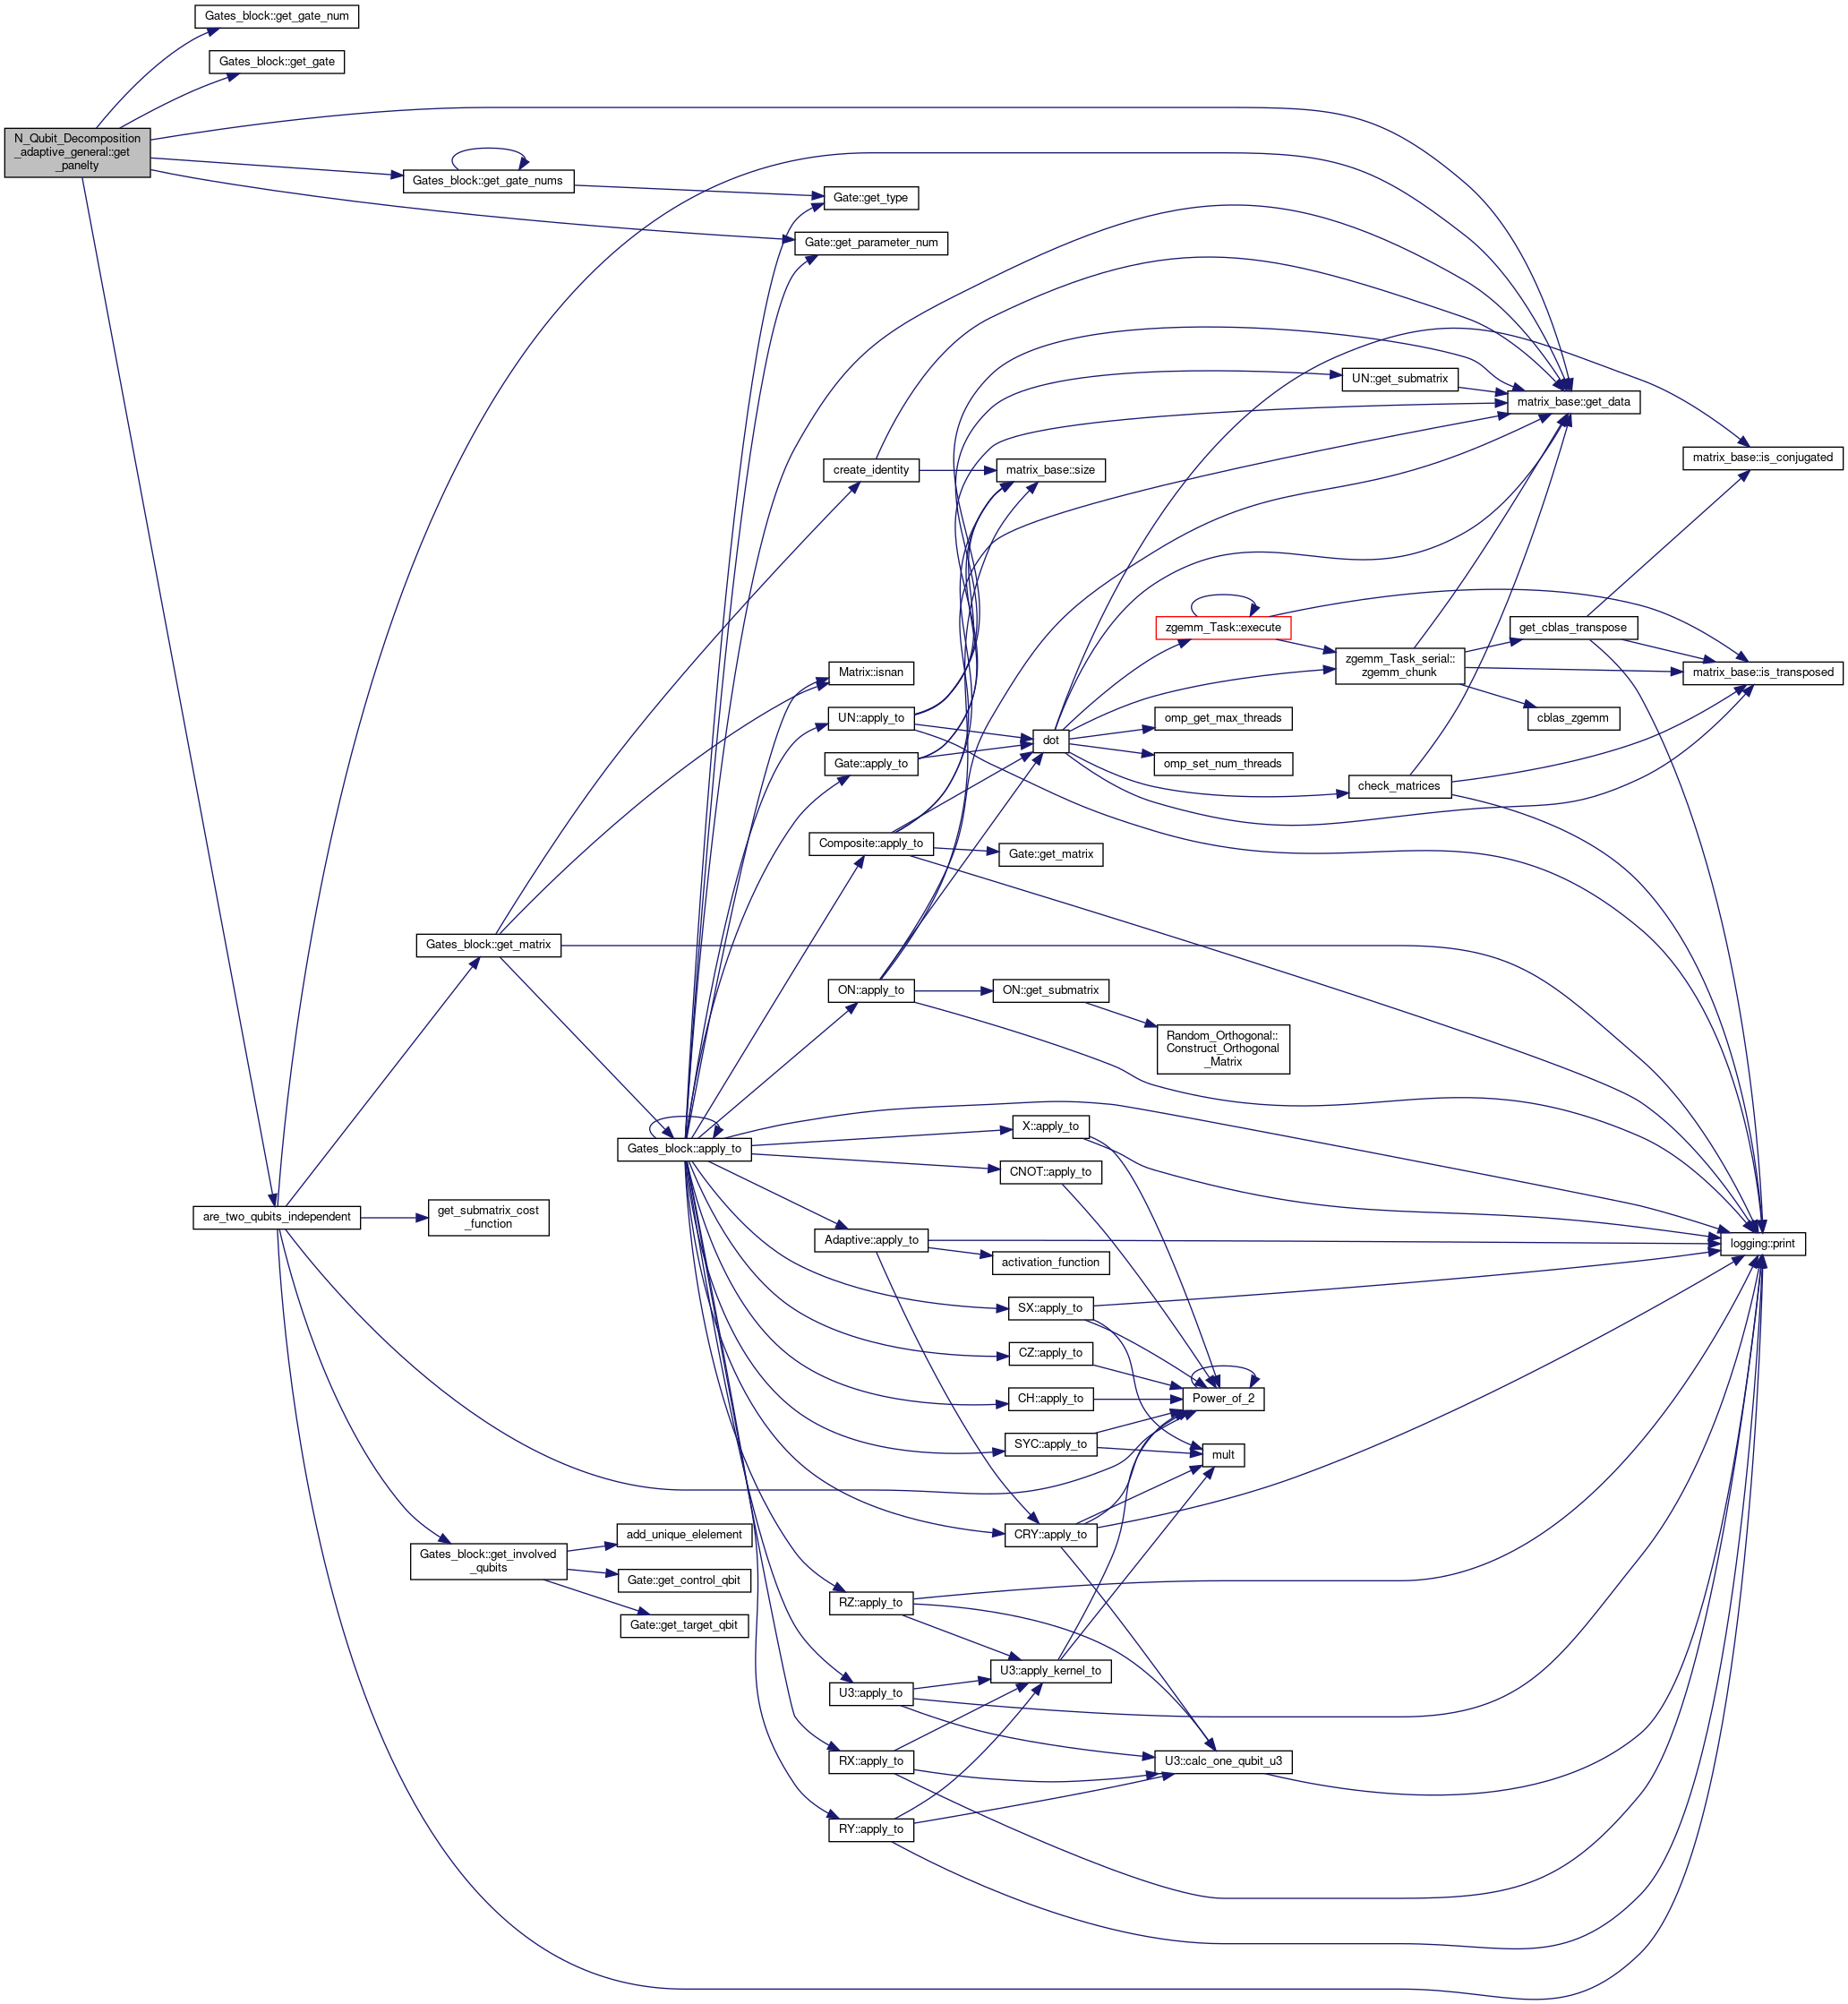 Gates_block::get_gate_num
Gates_block::get_gate
N_Qubit_Decomposition
_adaptive_general::get
_panelty
Gates_block::get_gate_nums
Gate::get_type
Gate::get_parameter_num
UN::get_submatrix
matrix_base::get_data
matrix_base::is_conjugated
create_identity
matrix_base::size
zgemm_Task::execute
get_cblas_transpose
zgemm_Task_serial::
zgemm_chunk
matrix_base::is_transposed
Matrix::isnan
UN::apply_to
omp_get_max_threads
cblas_zgemm
dot
Gate::apply_to
omp_set_num_threads
check_matrices
Composite::apply_to
Gate::get_matrix
Gates_block::get_matrix
ON::apply_to
ON::get_submatrix
Random_Orthogonal::
Construct_Orthogonal
_Matrix
X::apply_to
Gates_block::apply_to
CNOT::apply_to
are_two_qubits_independent
get_submatrix_cost
_function
Adaptive::apply_to
activation_function
logging::print
SX::apply_to
CZ::apply_to
CH::apply_to
Power_of_2
SYC::apply_to
mult
CRY::apply_to
add_unique_elelement
Gates_block::get_involved
_qubits
Gate::get_control_qbit
Gate::get_target_qbit
RZ::apply_to
U3::apply_kernel_to
U3::apply_to
RX::apply_to
U3::calc_one_qubit_u3
RY::apply_to